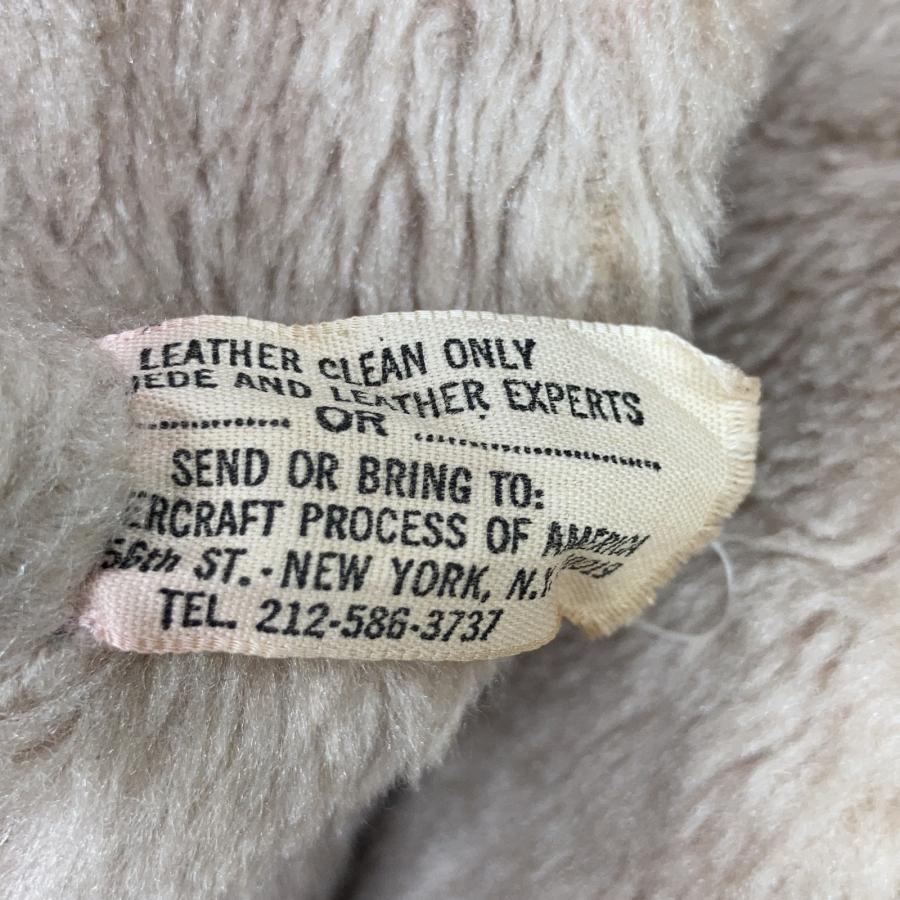 LEATHER CLEAN ONLY
EDE AND LEATHER EXPERTS
OR
SEND OR BRING TO:
ERCRAFT PROCESS OF AMERICA
56th ST. · NEW YORK, N.Y. 10019
TEL. 212-586-3737